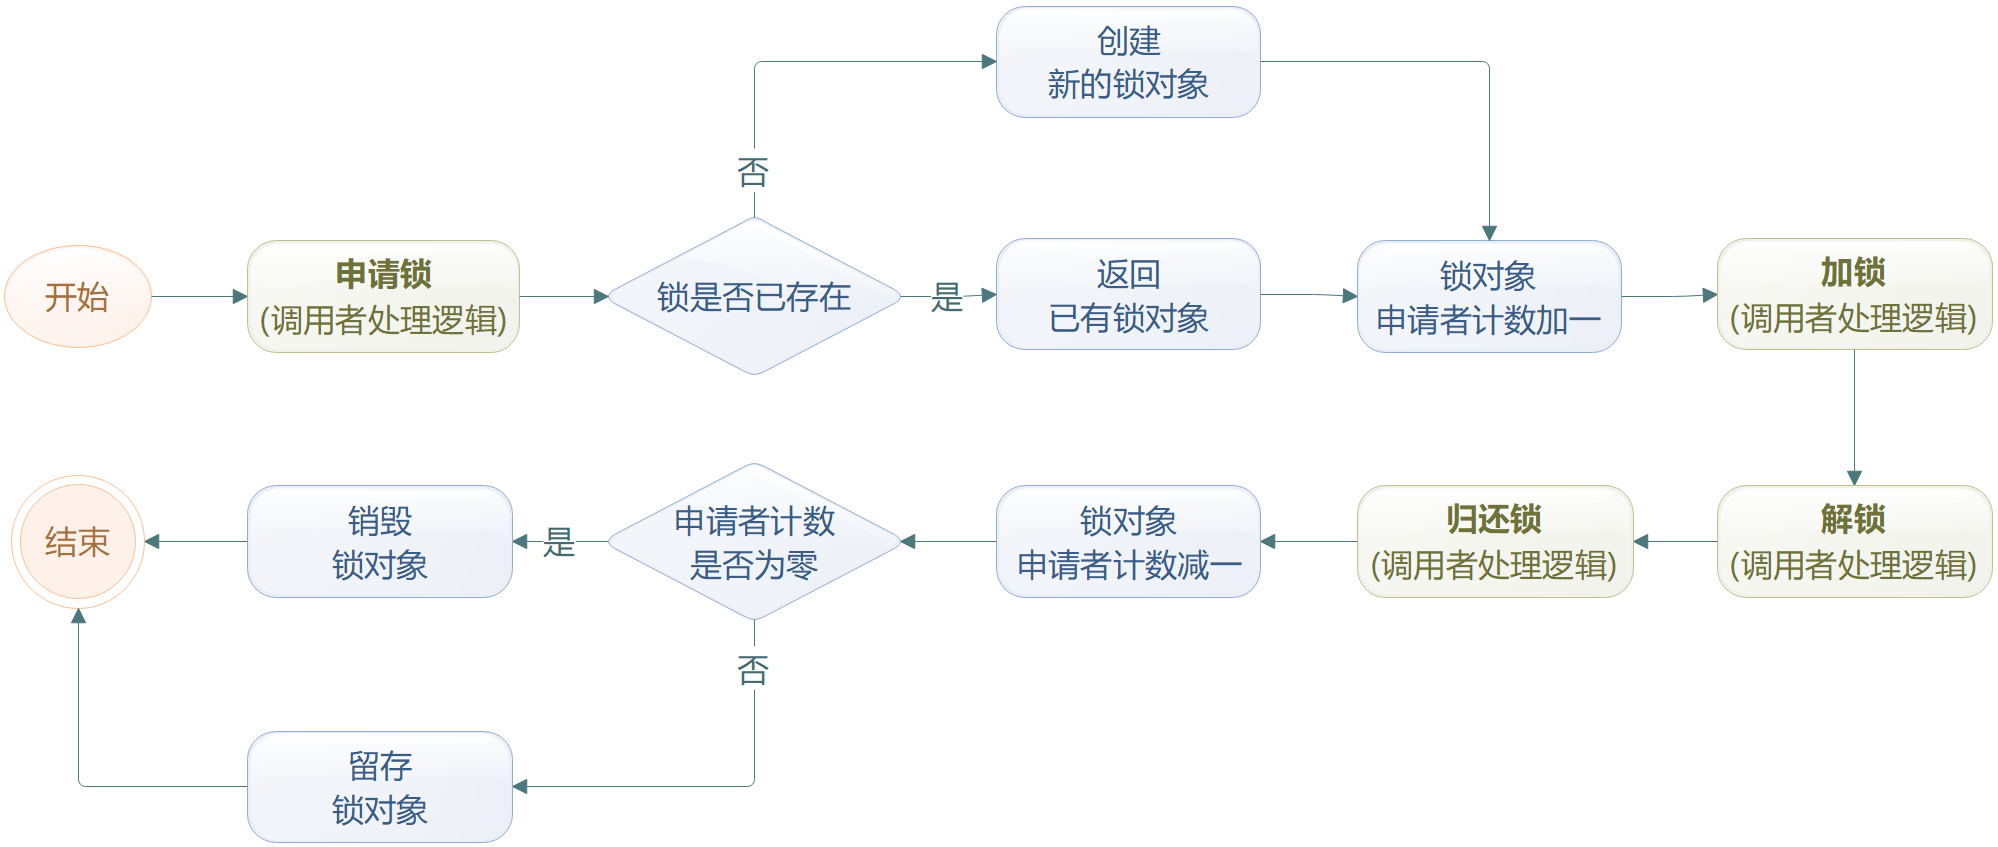 开始
申请锁
(调用者处理逻辑)
锁是否已存在
否
创建
新的锁对象
是
返回
已有锁对象
锁对象
申请者计数加一
加锁
(调用者处理逻辑)
解锁
(调用者处理逻辑)
归还锁
(调用者处理逻辑)
锁对象
申请者计数减一
申请者计数
是否为零
是
销毁
锁对象
否
留存
锁对象
结束